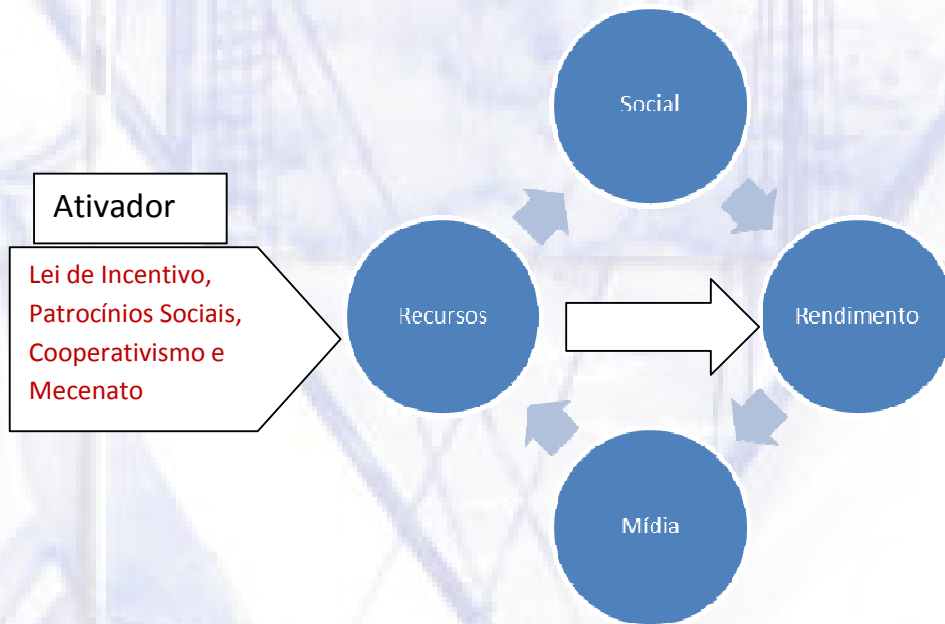 Social
Ativador
Lei de Incentivo,
Patrocínios Sociais,
Cooperativismo e
Mecenato
Recursos
Rendimento
Mídia